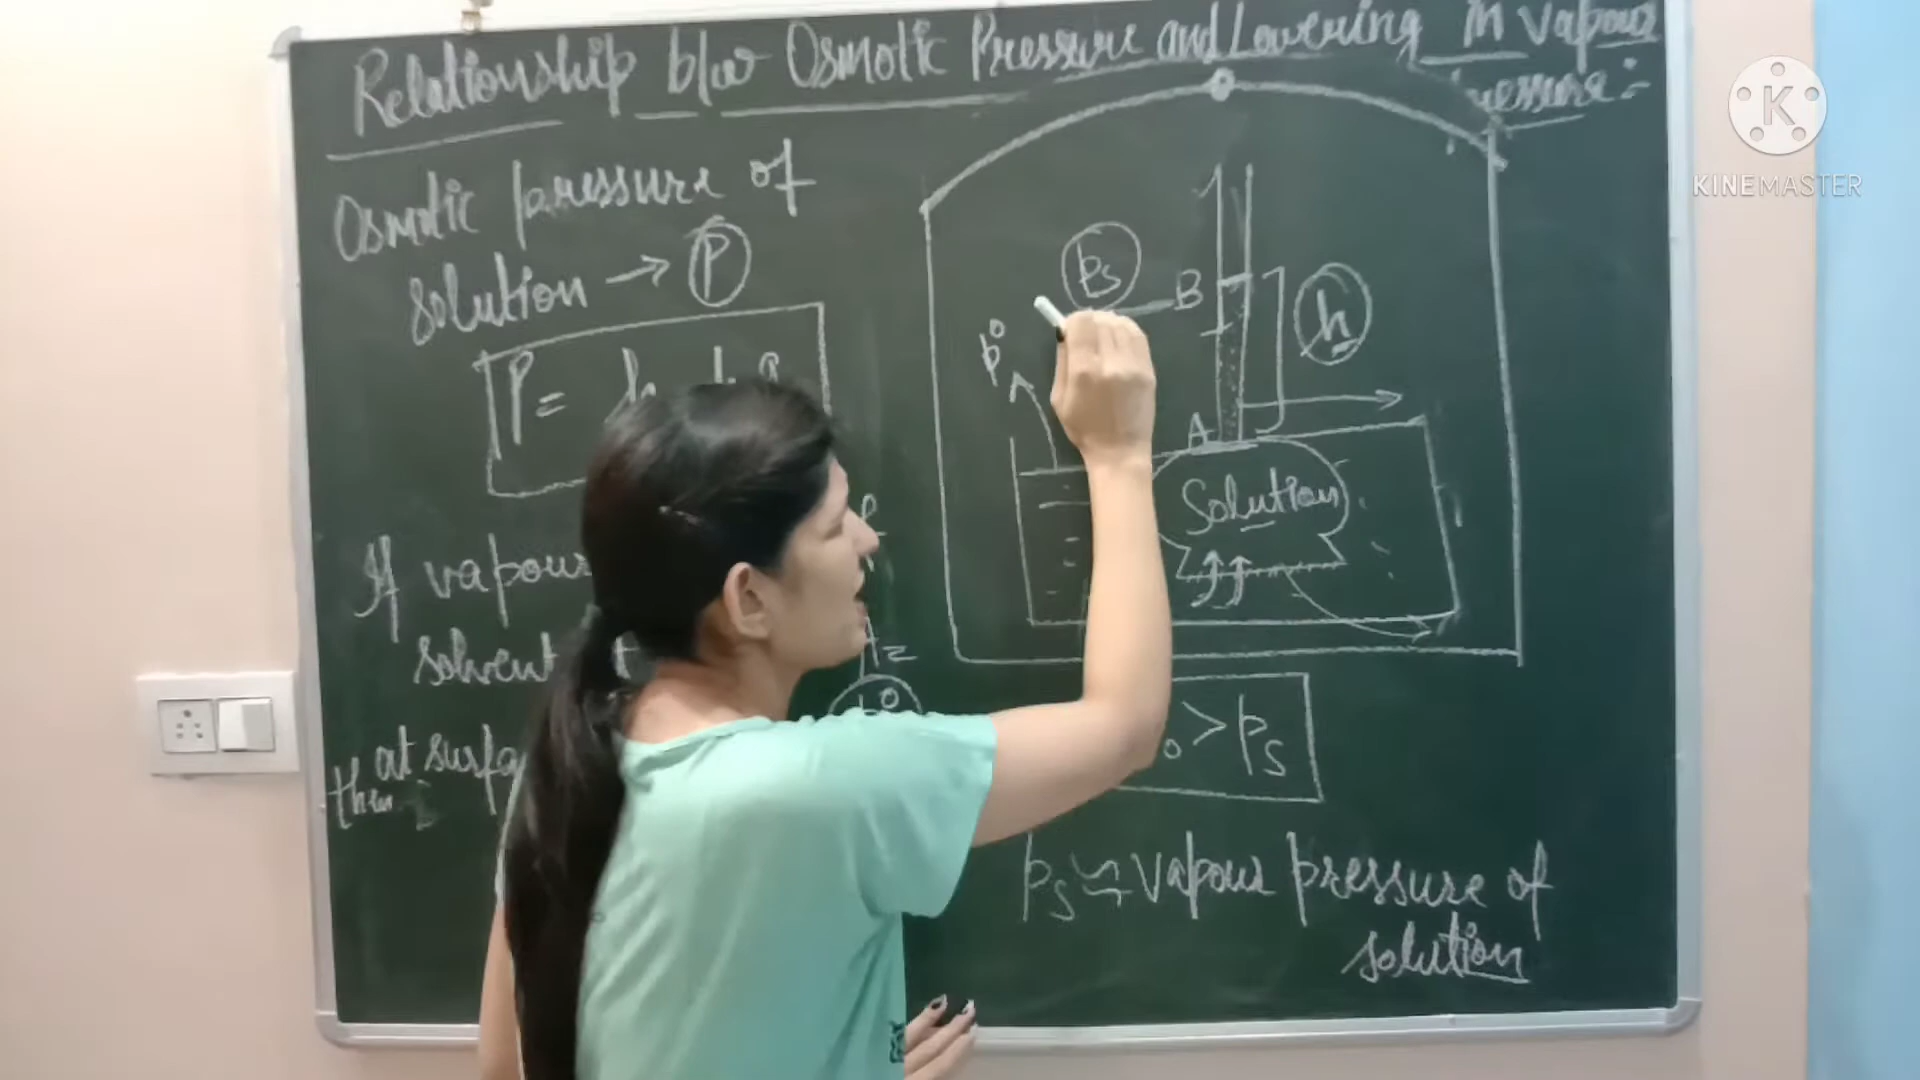 Relationship b/w Osmotic Pressure and Lowering in Vapour
Pressure:-
Osmotic pressure of
solution → P
P = h
If vapour
solvent
at surfa
then
p°
Ps
B
h
A
Solution
A =
p°
o > Ps
Ps ⇋ Vapour pressure of
solution
K
KINEMASTER